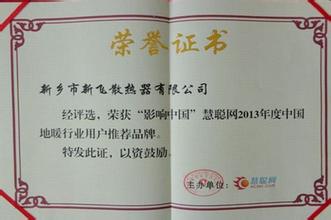 荣誉证书
新乡市新飞散热器有限公司
经评选，荣获“影响中国”慧聪网2013年度中国
地暖行业用户推荐品牌。
特发此证，以资鼓励。
主办单位：慧聪网